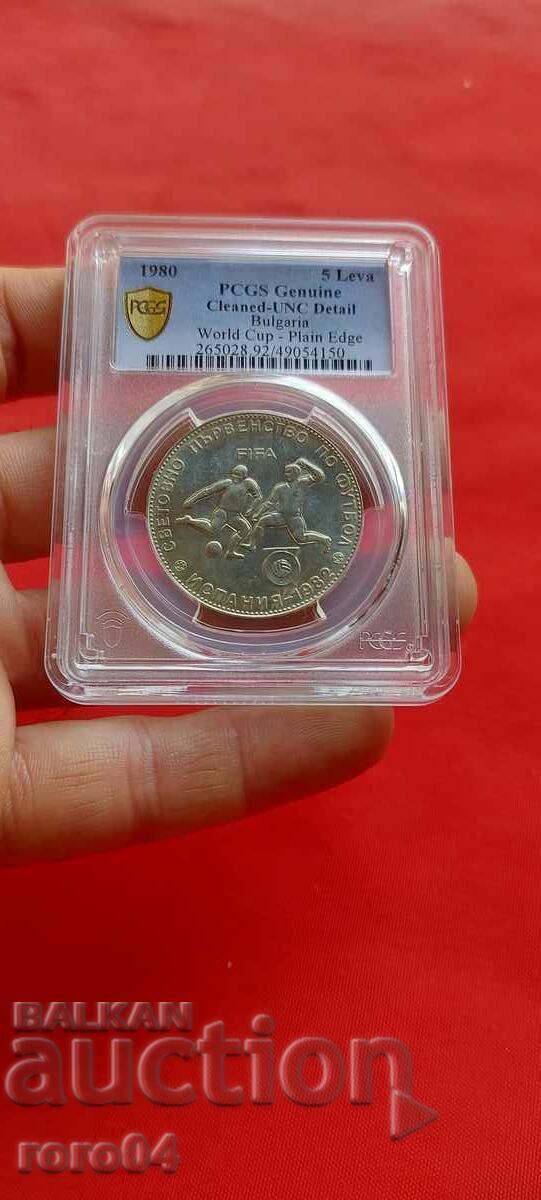 1980 5 Leva
PCGS Genuine
Cleaned-UNC Detail
Bulgaria
World Cup - Plain Edge
265028.92/49054150
PCGS
СВЕТОВНО ПЪРВЕНСТВО ПО ФУТБОЛ
FIFA
ИСПАНИЯ-1982
PCGS
BALKAN
auction
roro04